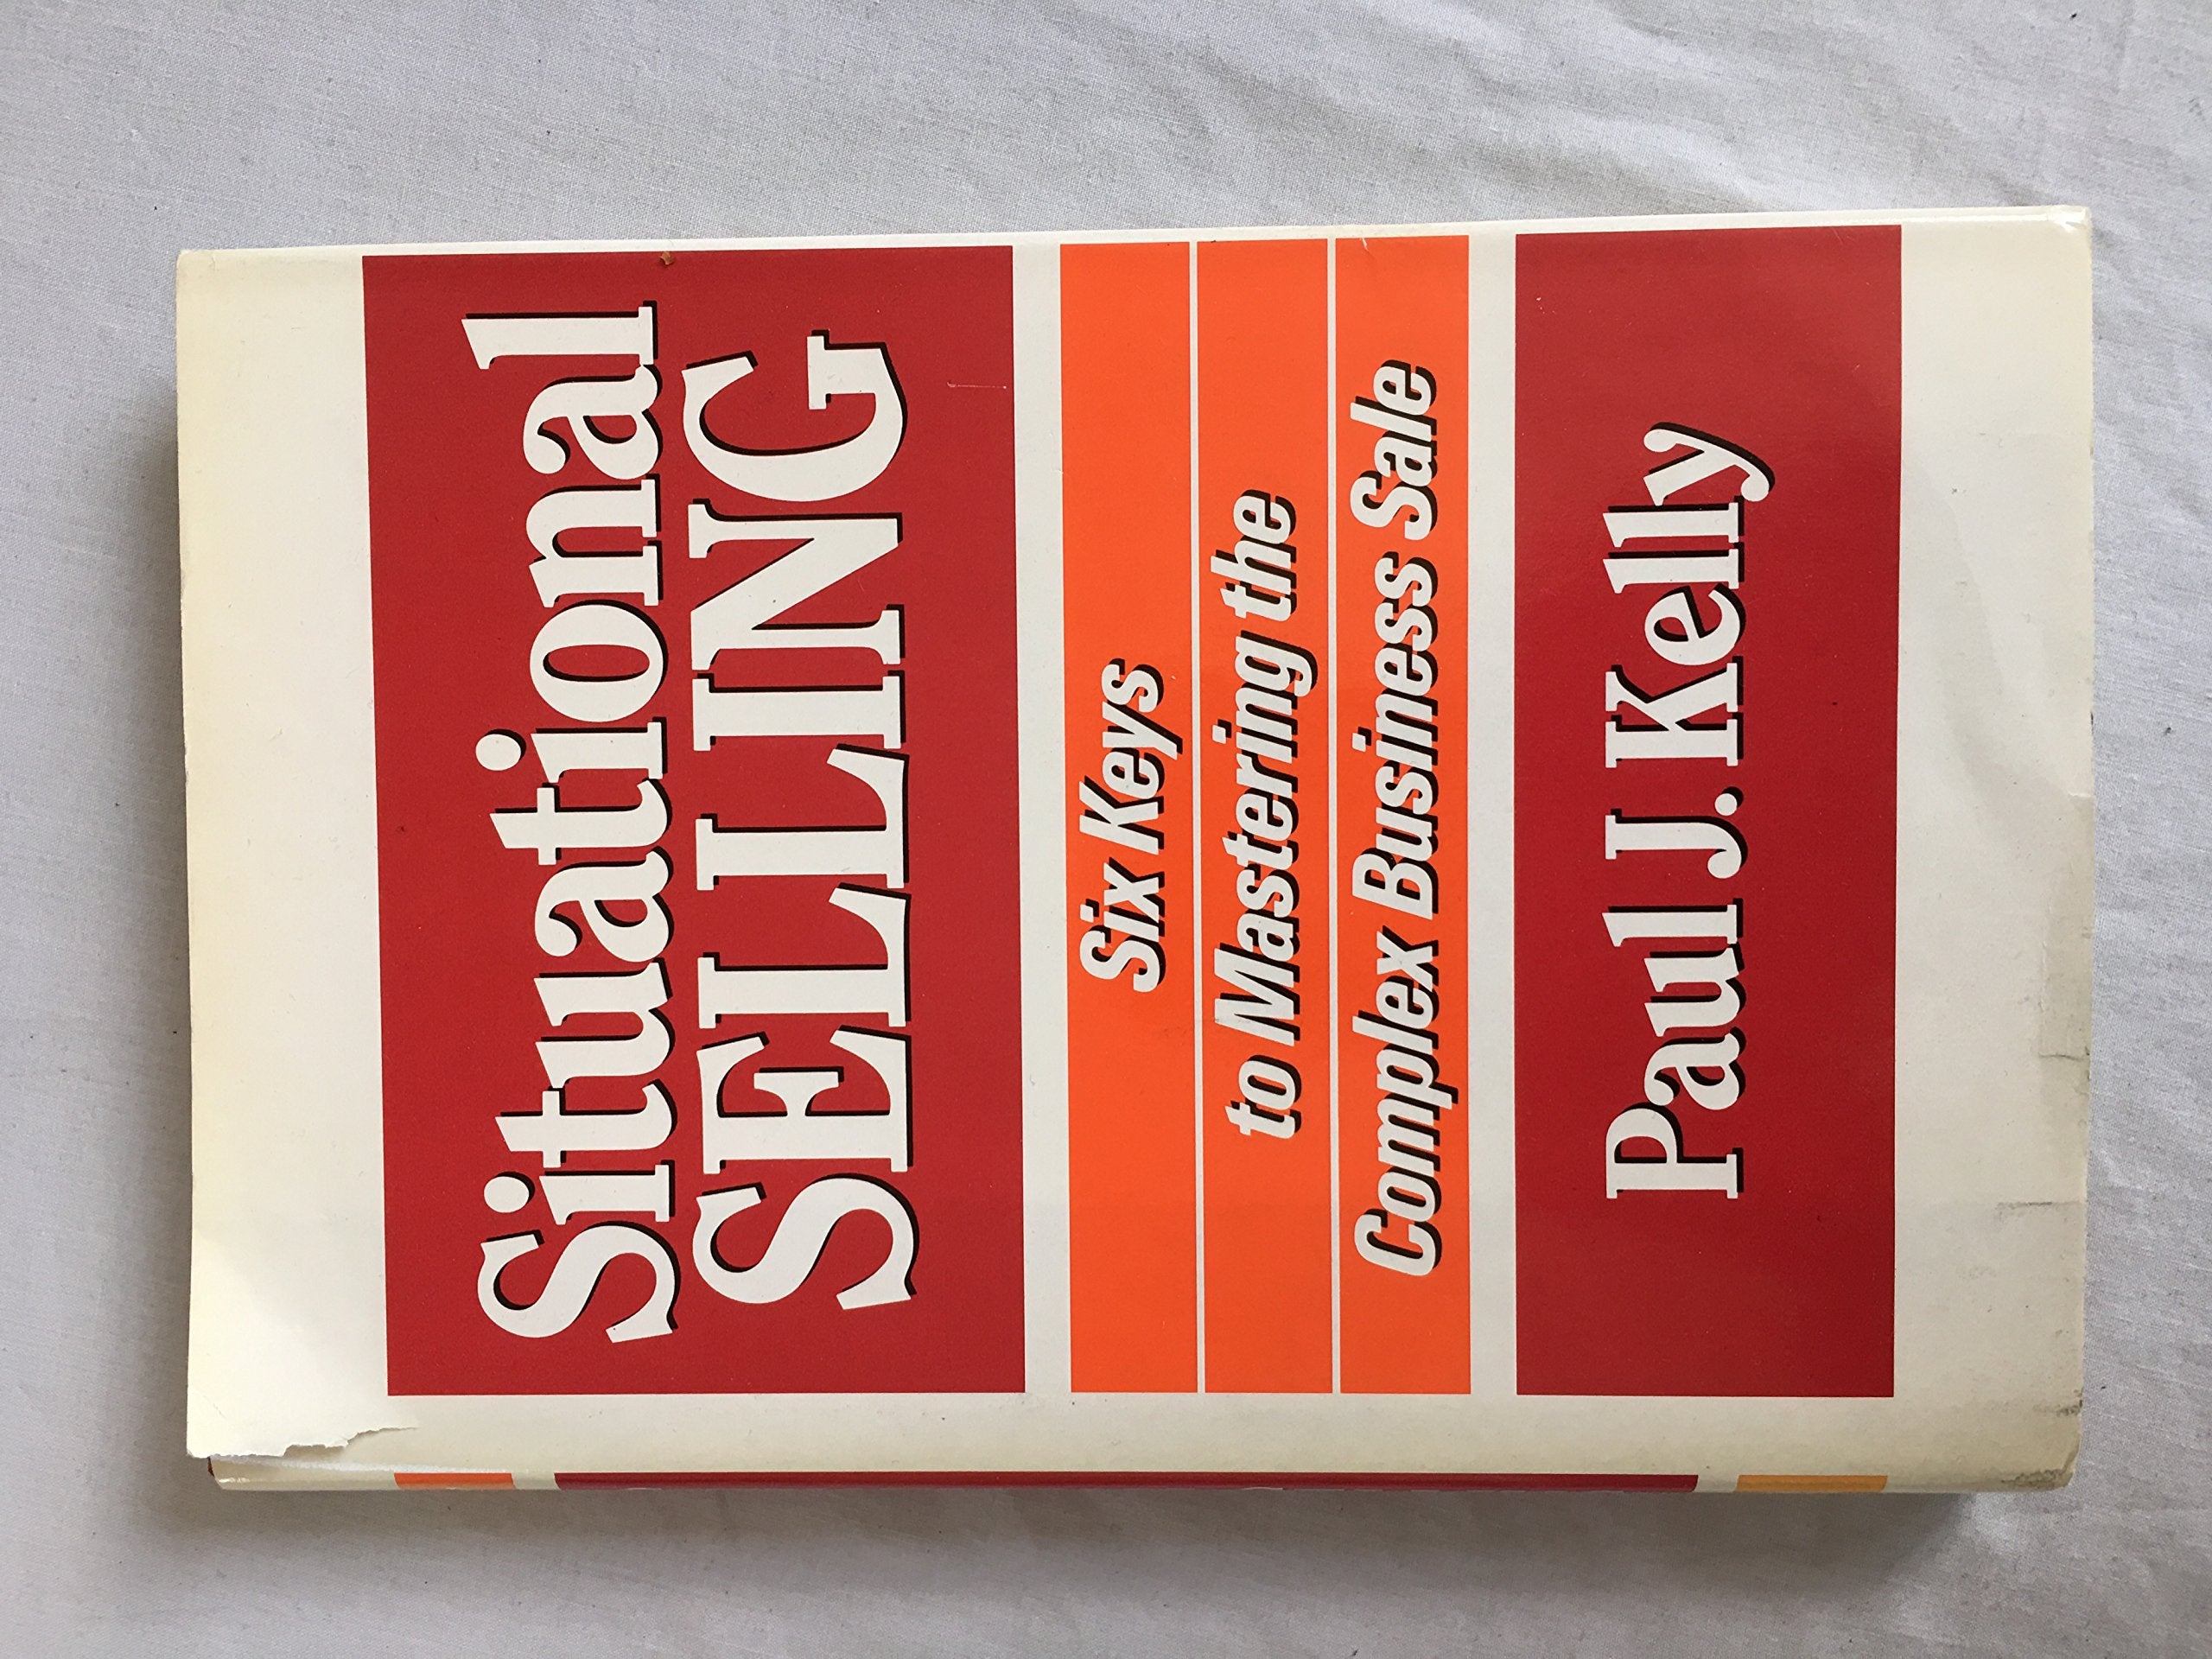 Situational
SELLING
Six Keys
to Mastering the
Complex Business Sale
Paul J. Kelly